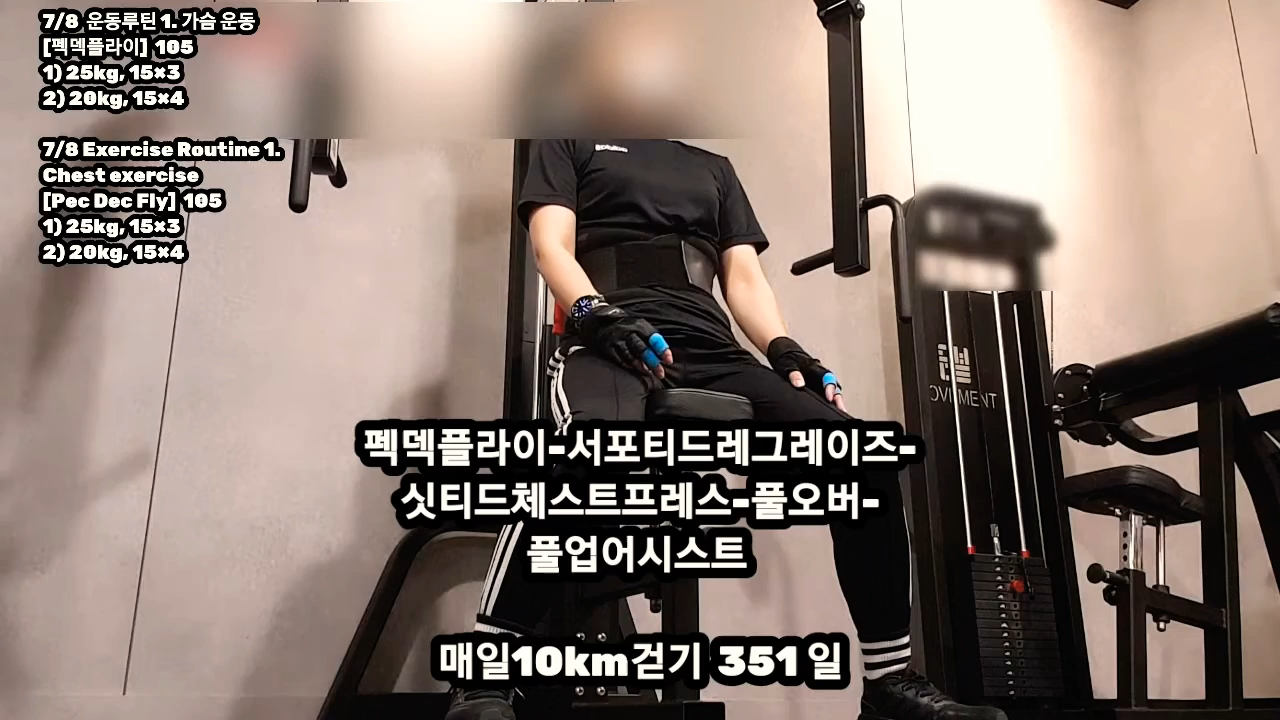 7/8 운동루틴 1. 가슴 운동
[펙덱플라이] 105
1) 25kg, 15×3
2) 20kg, 15×4
7/8 Exercise Routine 1.
Chest exercise
[Pec Dec Fly] 105
1) 25kg, 15×3
2) 20kg, 15×4
OVEMENT
펙덱플라이-서포티드레그레이즈-
싯티드체스트프레스-풀오버-
풀업어시스트
매일10km걷기 351일